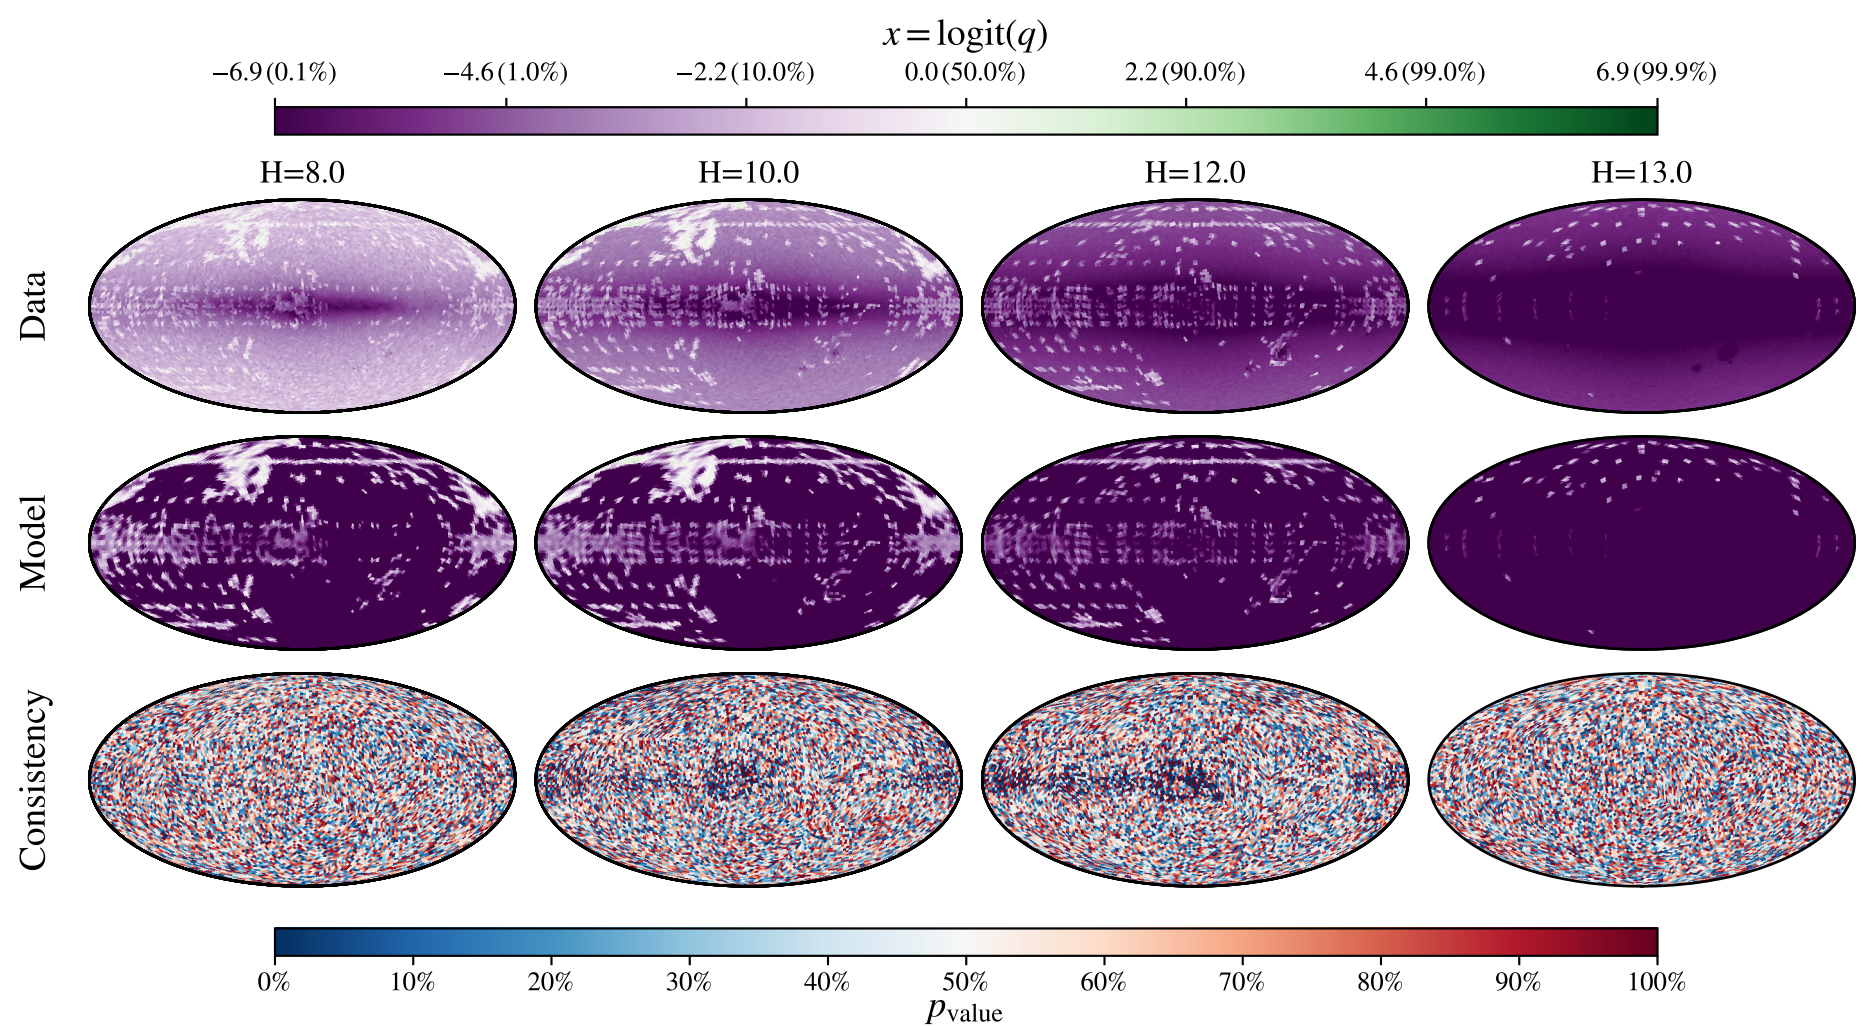 x = logit(q)
−6.9 (0.1%) −4.6 (1.0%) −2.2 (10.0%) 0.0 (50.0%) 2.2 (90.0%) 4.6 (99.0%) 6.9 (99.9%)
H=8.0 H=10.0 H=12.0 H=13.0
Data
Model
Consistency
0% 10% 20% 30% 40% 50% 60% 70% 80% 90% 100%
pvalue